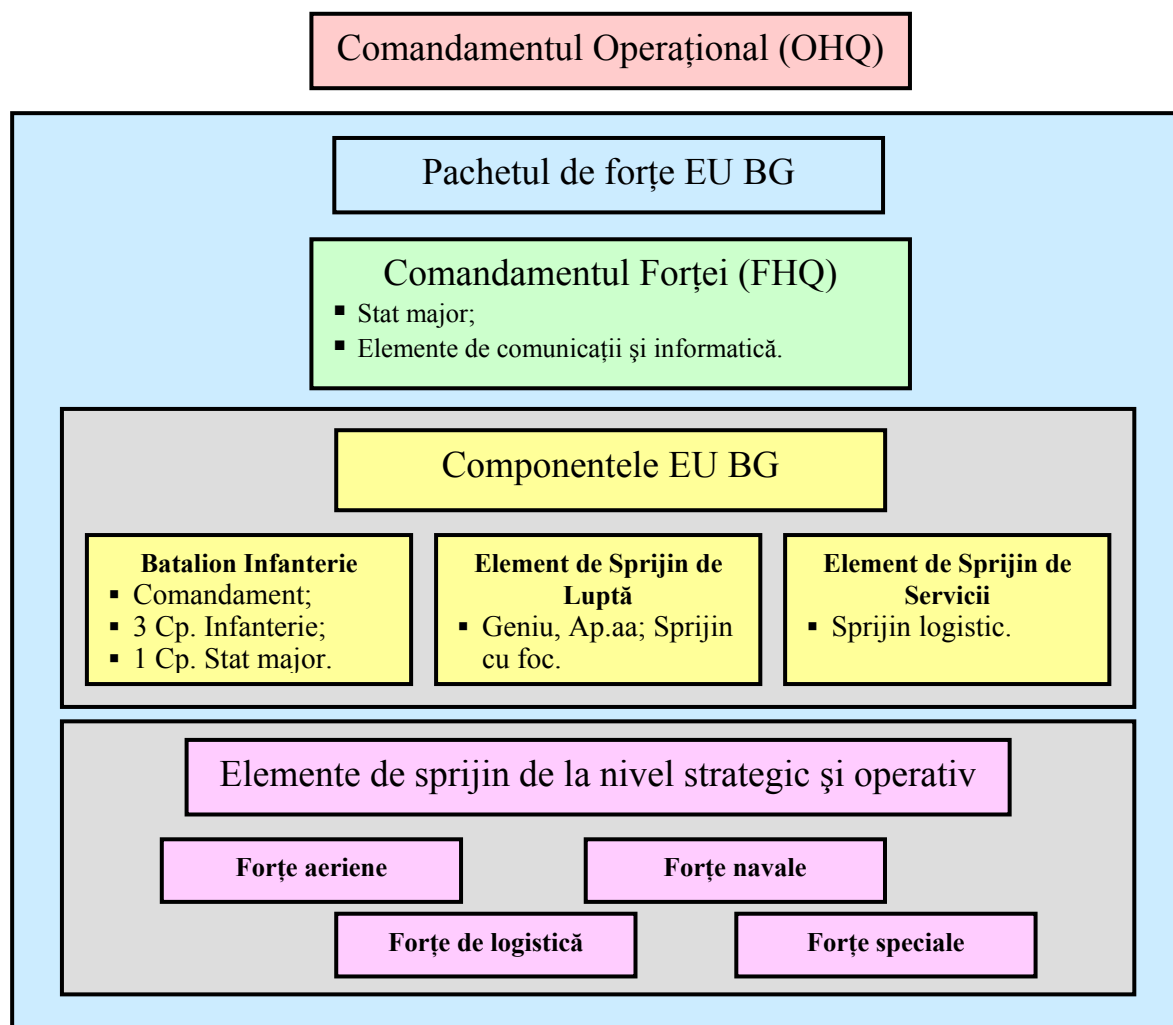 Comandamentul Operațional (OHQ)
Pachetul de forțe EU BG
Comandamentul Forței (FHQ)
▪ Stat major;
▪ Elemente de comunicații şi informatică.
Componentele EU BG
Batalion Infanterie
▪ Comandament;
▪ 3 Cp. Infanterie;
▪ 1 Cp. Stat major.
Element de Sprijin de
Luptă
▪ Geniu, Ap.aa; Sprijin
cu foc.
Element de Sprijin de
Servicii
▪ Sprijin logistic.
Elemente de sprijin de la nivel strategic şi operativ
Forțe aeriene
Forțe navale
Forțe de logistică
Forțe speciale